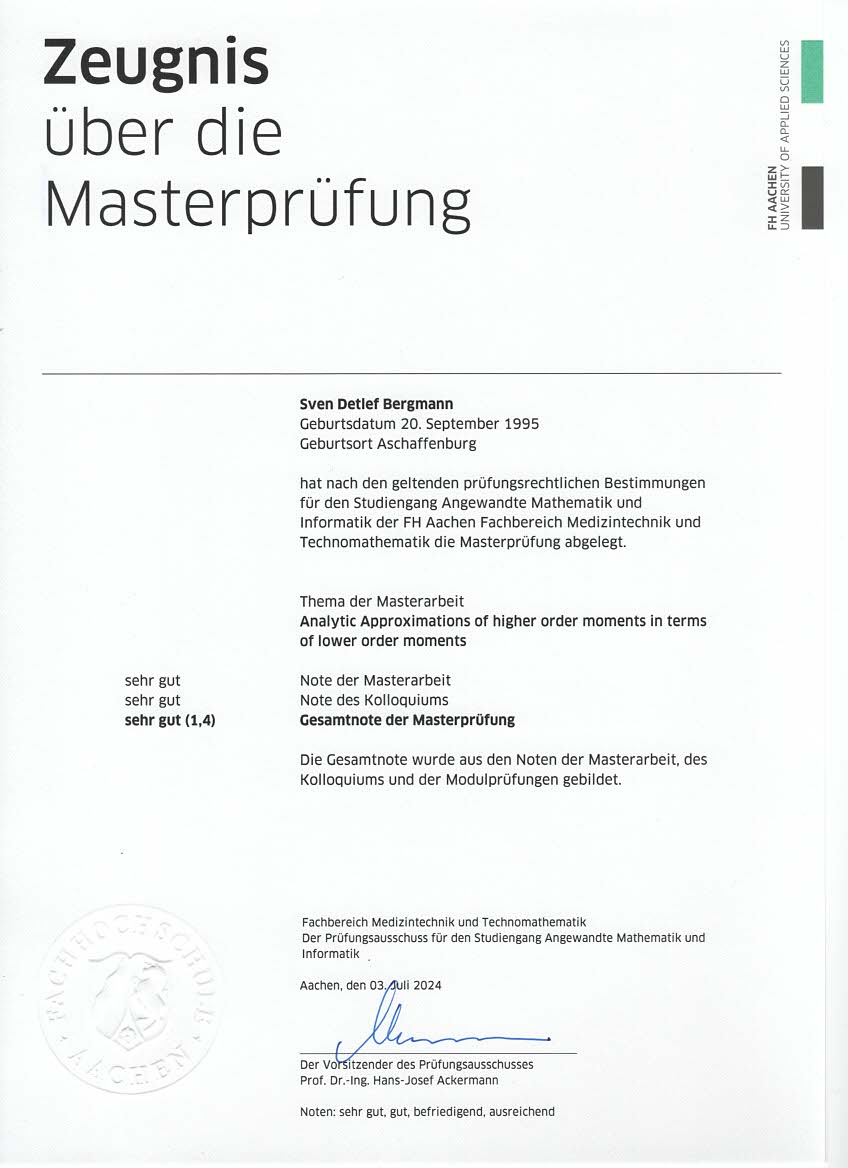 Zeugnis
über die
Masterprüfung
FH AACHEN
UNIVERSITY OF APPLIED SCIENCES
Sven Detlef Bergmann
Geburtsdatum 20. September 1995
Geburtsort Aschaffenburg
hat nach den geltenden prüfungsrechtlichen Bestimmungen
für den Studiengang Angewandte Mathematik und
Informatik der FH Aachen Fachbereich Medizintechnik und
Technomathematik die Masterprüfung abgelegt.
Thema der Masterarbeit
Analytic Approximations of higher order moments in terms
of lower order moments
sehr gut Note der Masterarbeit
sehr gut Note des Kolloquiums
sehr gut (1,4) Gesamtnote der Masterprüfung
Die Gesamtnote wurde aus den Noten der Masterarbeit, des
Kolloquiums und der Modulprüfungen gebildet.
FACHHOCHSCHULE
AACHEN
Fachbereich Medizintechnik und Technomathematik
Der Prüfungsausschuss für den Studiengang Angewandte Mathematik und
Informatik
Aachen, den 03. Juli 2024
Der Vorsitzender des Prüfungsausschusses
Prof. Dr.-Ing. Hans-Josef Ackermann
Noten: sehr gut, gut, befriedigend, ausreichend